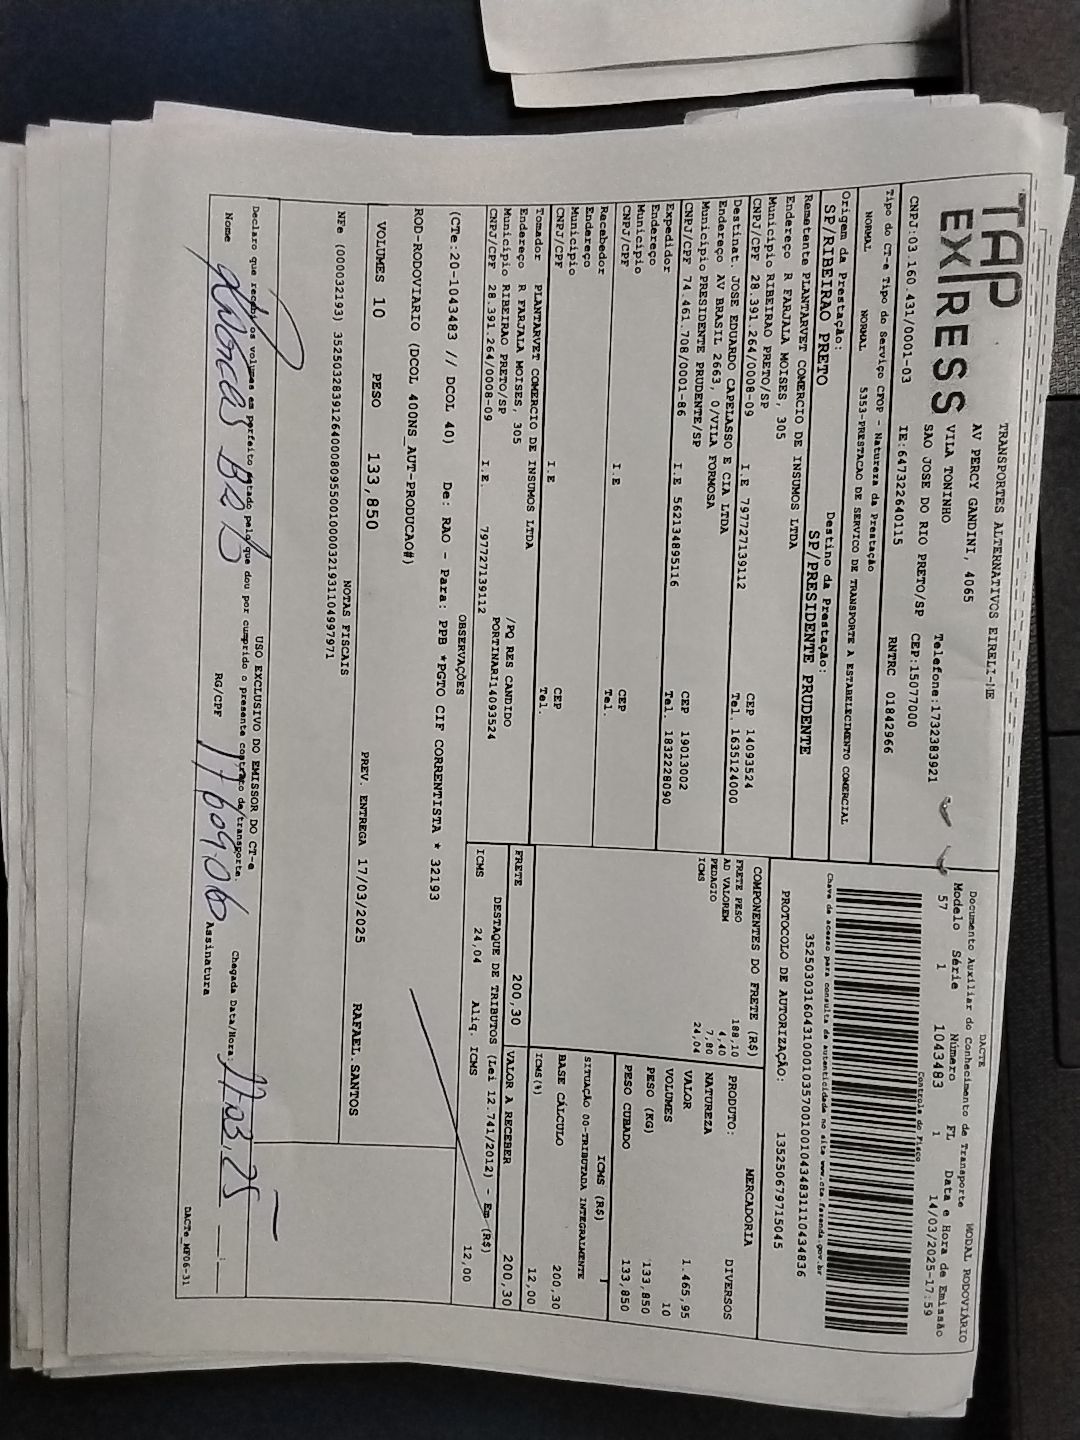 TAP
EXPRESS
TRANSPORTES ALTERNATIVOS EIRELI-ME
AV PERCY GANDINI, 4065
VILA TONINHO Telefone:1732383921
SAO JOSE DO RIO PRETO/SP CEP:15077000
CNPJ:03.160.431/0001-03 IE:647322640115 RNTRC 01842966
DACTE
Documento Auxiliar do Conhecimento de Transporte MODAL RODOVIÁRIO
Modelo Série Número FL Data e Hora de Emissão
57 1 1043483 1 14/03/2025-17:59
Controle do Fisco
Chave de acesso para consulta de autenticidade no site www.cte.fazenda.gov.br
PROTOCOLO DE AUTORIZAÇÃO: 135250679715045
Tipo do CT-e Tipo do Serviço CFOP - Natureza da Prestação
NORMAL NORMAL 5353-PRESTACAO DE SERVICO DE TRANSPORTE A ESTABELECIMENTO COMERCIAL
Origem da Prestação: Destino da Prestação:
SP/RIBEIRAO PRETO SP/PRESIDENTE PRUDENTE
Remetente PLANTARVET COMERCIO DE INSUMOS LTDA
Endereço R FARJALA MOISES, 305
Município RIBEIRAO PRETO/SP CEP 14093524
CNPJ/CPF 28.391.264/0008-09 I.E 797727139112 Tel. 1635124000
Destinat. JOSE EDUARDO CAPELASSO E CIA LTDA
Endereço AV BRASIL 2663, 0/VILA FORMOSA
Município PRESIDENTE PRUDENTE/SP CEP 19013002
CNPJ/CPF 74.461.708/0001-86 I.E 562134895116 Tel. 1832228090
Expedidor
Endereço
Município CEP
CNPJ/CPF I.E Tel.
Recebedor
Endereço
Município CEP
CNPJ/CPF I.E Tel.
Tomador PLANTARVET COMERCIO DE INSUMOS LTDA
Endereço R FARJALA MOISES, 305 /PQ RES CANDIDO
Município RIBEIRAO PRETO/SP PORTINARI14093524
CNPJ/CPF 28.391.264/0008-09 I.E. 797727139112
COMPONENTES DO FRETE (R$)
FRETE PESO 188,10
AD VALOREM 4,40
PEDAGIO 7,80
ICMS 24,04
MERCADORIA
PRODUTO: DIVERSOS
NATUREZA
VALOR 1.465,95
VOLUMES 10
PESO (KG) 133,850
PESO CUBADO 133,850
ICMS (R$)
SITUAÇÃO 00-TRIBUTADA INTEGRALMENTE
BASE CÁLCULO 200,30
ICMS(%) 12,00
FRETE 200,30 VALOR A RECEBER 200,30
DESTAQUE DE TRIBUTOS (Lei 12.741/2012) - Em (R$)
ICMS 24,04 Aliq. ICMS 12,00
OBSERVAÇÕES
(CTe:20-1043483 // DCOL 40) De: RAO - Para: PPB *PGTO CIF CORRENTISTA * 32193
ROD-RODOVIARIO (DCOL 400NS_AUT-PRODUCAO#)
VOLUMES 10 PESO 133,850 PREV. ENTREGA 17/03/2025 RAFAEL.SANTOS
NOTAS FISCAIS
NFe (000032193)
USO EXCLUSIVO DO EMISSOR DO CT-e
Declaro que recebi os volumes em perfeito estado pelo que dou por cumprido o presente contrato de transporte.
Nome RG/CPF Assinatura Chegada Data/Hora: 17.03.25
DACTe_MF06-31